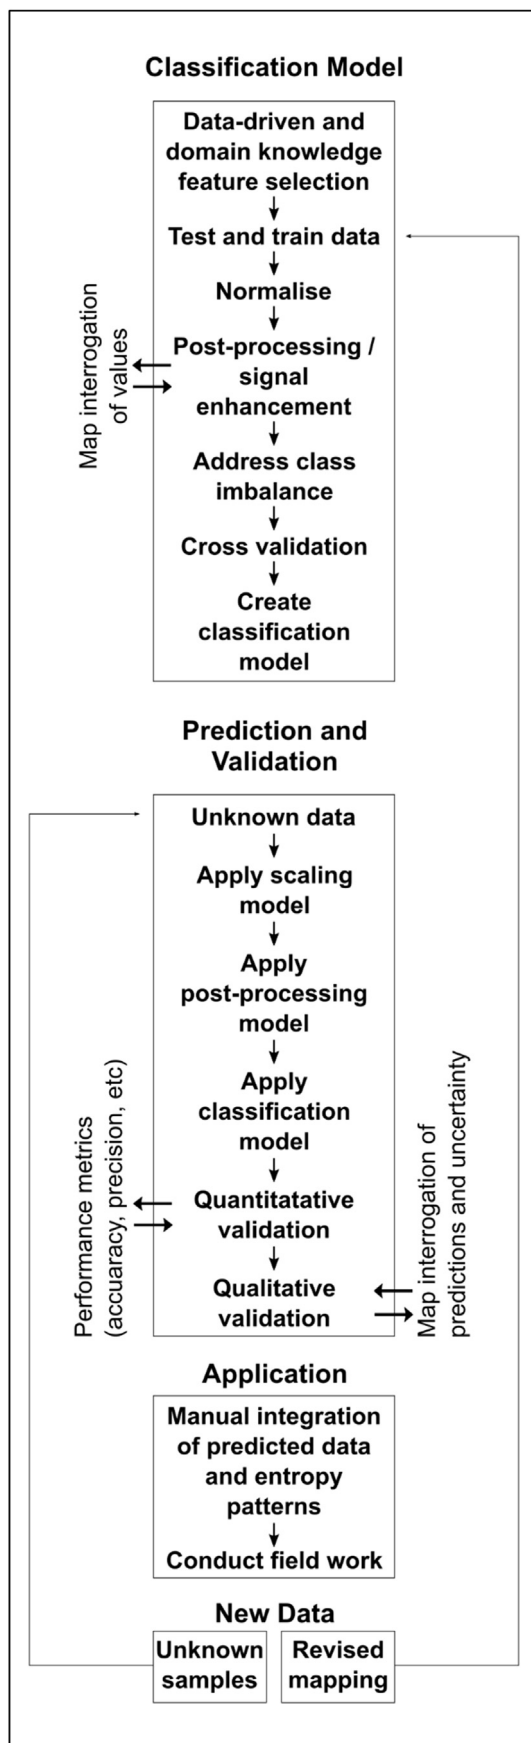 Classification Model
Data-driven and
domain knowledge
feature selection
Test and train data
Normalise
Map interrogation
of values
Post-processing /
signal
enhancement
Address class
imbalance
Cross validation
Create
classification
model
Prediction and
Validation
Unknown data
Apply scaling
model
Apply
post-processing
model
Apply
classification
model
Performance metrics
(accuaracy, precision, etc)
Quantitatative
validation
Qualitative
validation
Map interrogation of
predictions and uncertainty
Application
Manual integration
of predicted data
and entropy
patterns
Conduct field work
New Data
Unknown
samples
Revised
mapping